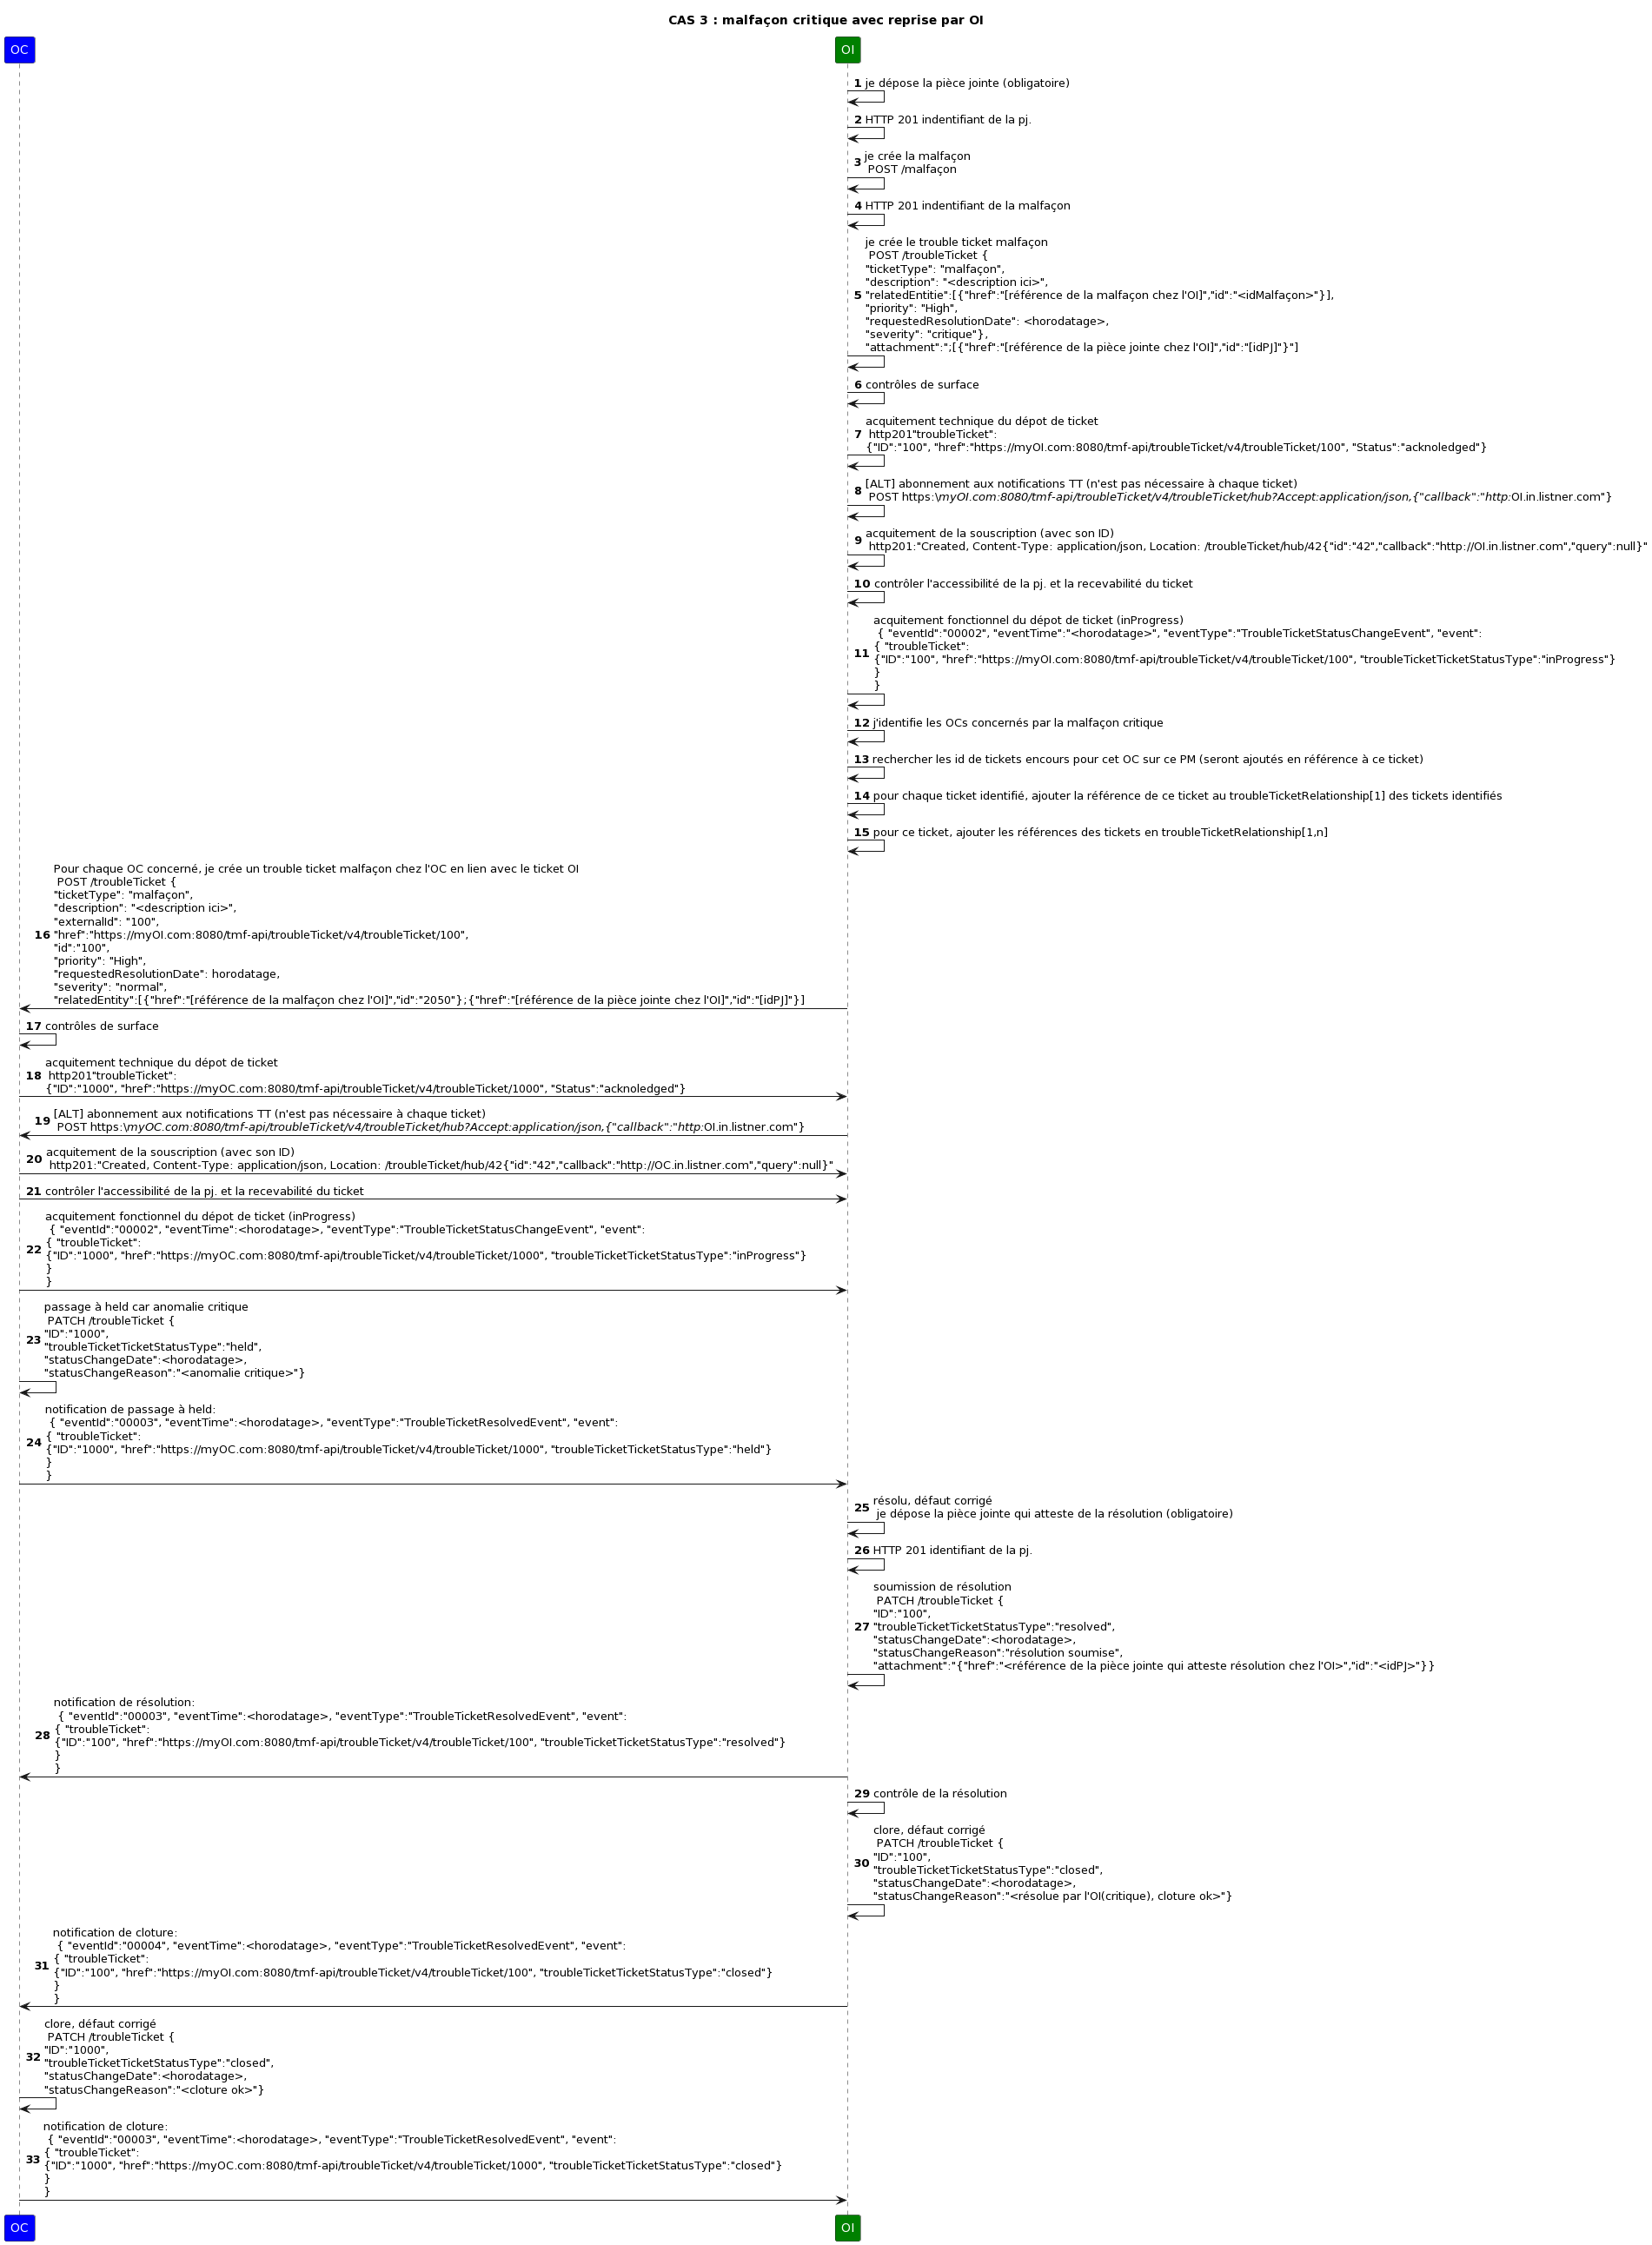 CAS 3 : malfaçon critique avec reprise par OI
OC
OI
1 je dépose la pièce jointe (obligatoire)
2 HTTP 201 indentifiant de la pj.
3 je crée la malfaçon
POST /malfaçon
4 HTTP 201 indentifiant de la malfaçon
je crée le trouble ticket malfaçon
POST /troubleTicket {
"ticketType": "malfaçon",
"description": "<description ici>",
5 "relatedEntitie":[{"href":"[référence de la malfaçon chez l'OI]","id":"<idMalfaçon>"}],
"priority": "High",
"requestedResolutionDate": <horodatage>,
"severity": "critique"},
"attachment":";[{"href":"[référence de la pièce jointe chez l'OI]","id":"[idPJ]"}"]
6 contrôles de surface
acquitement technique du dépot de ticket
7 http201"troubleTicket":
{"ID":"100", "href":"https://myOI.com:8080/tmf-api/troubleTicket/v4/troubleTicket/100", "Status":"acknoledged"}
8 [ALT] abonnement aux notifications TT (n'est pas nécessaire à chaque ticket)
POST https:\myOI.com:8080/tmf-api/troubleTicket/v4/troubleTicket/hub?Accept:application/json,{"callback":"http:OI.in.listner.com"}
9 acquitement de la souscription (avec son ID)
http201:"Created, Content-Type: application/json, Location: /troubleTicket/hub/42{"id":"42","callback":"http://OI.in.listner.com","query":null}"
10 contrôler l'accessibilité de la pj. et la recevabilité du ticket
acquitement fonctionnel du dépot de ticket (inProgress)
{ "eventId":"00002", "eventTime":"<horodatage>", "eventType":"TroubleTicketStatusChangeEvent", "event":
{ "troubleTicket":
11 {"ID":"100", "href":"https://myOI.com:8080/tmf-api/troubleTicket/v4/troubleTicket/100", "troubleTicketTicketStatusType":"inProgress"}
}
}
12 j'identifie les OCs concernés par la malfaçon critique
13 rechercher les id de tickets encours pour cet OC sur ce PM (seront ajoutés en référence à ce ticket)
14 pour chaque ticket identifié, ajouter la référence de ce ticket au troubleTicketRelationship[1] des tickets identifiés
15 pour ce ticket, ajouter les références des tickets en troubleTicketRelationship[1,n]
Pour chaque OC concerné, je crée un trouble ticket malfaçon chez l'OC en lien avec le ticket OI
POST /troubleTicket {
"ticketType": "malfaçon",
"description": "<description ici>",
"externalId": "100",
16 "href":"https://myOI.com:8080/tmf-api/troubleTicket/v4/troubleTicket/100",
"id":"100",
"priority": "High",
"requestedResolutionDate": horodatage,
"severity": "normal",
"relatedEntity":[{"href":"[référence de la malfaçon chez l'OI]","id":"2050"};{"href":"[référence de la pièce jointe chez l'OI]","id":"[idPJ]"}]
17 contrôles de surface
acquitement technique du dépot de ticket
18 http201"troubleTicket":
{"ID":"1000", "href":"https://myOC.com:8080/tmf-api/troubleTicket/v4/troubleTicket/1000", "Status":"acknoledged"}
19 [ALT] abonnement aux notifications TT (n'est pas nécessaire à chaque ticket)
POST https:\myOC.com:8080/tmf-api/troubleTicket/v4/troubleTicket/hub?Accept:application/json,{"callback":"http:OI.in.listner.com"}
20 acquitement de la souscription (avec son ID)
http201:"Created, Content-Type: application/json, Location: /troubleTicket/hub/42{"id":"42","callback":"http://OC.in.listner.com","query":null}"
21 contrôler l'accessibilité de la pj. et la recevabilité du ticket
acquitement fonctionnel du dépot de ticket (inProgress)
{ "eventId":"00002", "eventTime":<horodatage>, "eventType":"TroubleTicketStatusChangeEvent", "event":
22 { "troubleTicket":
{"ID":"1000", "href":"https://myOC.com:8080/tmf-api/troubleTicket/v4/troubleTicket/1000", "troubleTicketTicketStatusType":"inProgress"}
}
}
passage à held car anomalie critique
PATCH /troubleTicket {
23 "ID":"1000",
"troubleTicketTicketStatusType":"held",
"statusChangeDate":<horodatage>,
"statusChangeReason":"<anomalie critique>"}
notification de passage à held:
{ "eventId":"00003", "eventTime":<horodatage>, "eventType":"TroubleTicketResolvedEvent", "event":
24 { "troubleTicket":
{"ID":"1000", "href":"https://myOC.com:8080/tmf-api/troubleTicket/v4/troubleTicket/1000", "troubleTicketTicketStatusType":"held"}
}
}
25 résolu, défaut corrigé
je dépose la pièce jointe qui atteste de la résolution (obligatoire)
26 HTTP 201 identifiant de la pj.
soumission de résolution
PATCH /troubleTicket {
"ID":"100",
27 "troubleTicketTicketStatusType":"resolved",
"statusChangeDate":<horodatage>,
"statusChangeReason":"résolution soumise",
"attachment":"{"href":"<référence de la pièce jointe qui atteste résolution chez l'OI>","id":"<idPJ>"}}
notification de résolution:
{ "eventId":"00003", "eventTime":<horodatage>, "eventType":"TroubleTicketResolvedEvent", "event":
28 { "troubleTicket":
{"ID":"100", "href":"https://myOI.com:8080/tmf-api/troubleTicket/v4/troubleTicket/100", "troubleTicketTicketStatusType":"resolved"}
}
}
29 contrôle de la résolution
clore, défaut corrigé
PATCH /troubleTicket {
30 "ID":"100",
"troubleTicketTicketStatusType":"closed",
"statusChangeDate":<horodatage>,
"statusChangeReason":"<résolue par l'OI(critique), cloture ok>"}
notification de cloture:
{ "eventId":"00004", "eventTime":<horodatage>, "eventType":"TroubleTicketResolvedEvent", "event":
31 { "troubleTicket":
{"ID":"100", "href":"https://myOI.com:8080/tmf-api/troubleTicket/v4/troubleTicket/100", "troubleTicketTicketStatusType":"closed"}
}
}
clore, défaut corrigé
PATCH /troubleTicket {
32 "ID":"1000",
"troubleTicketTicketStatusType":"closed",
"statusChangeDate":<horodatage>,
"statusChangeReason":"<cloture ok>"}
notification de cloture:
{ "eventId":"00003", "eventTime":<horodatage>, "eventType":"TroubleTicketResolvedEvent", "event":
33 { "troubleTicket":
{"ID":"1000", "href":"https://myOC.com:8080/tmf-api/troubleTicket/v4/troubleTicket/1000", "troubleTicketTicketStatusType":"closed"}
}
}
OC
OI